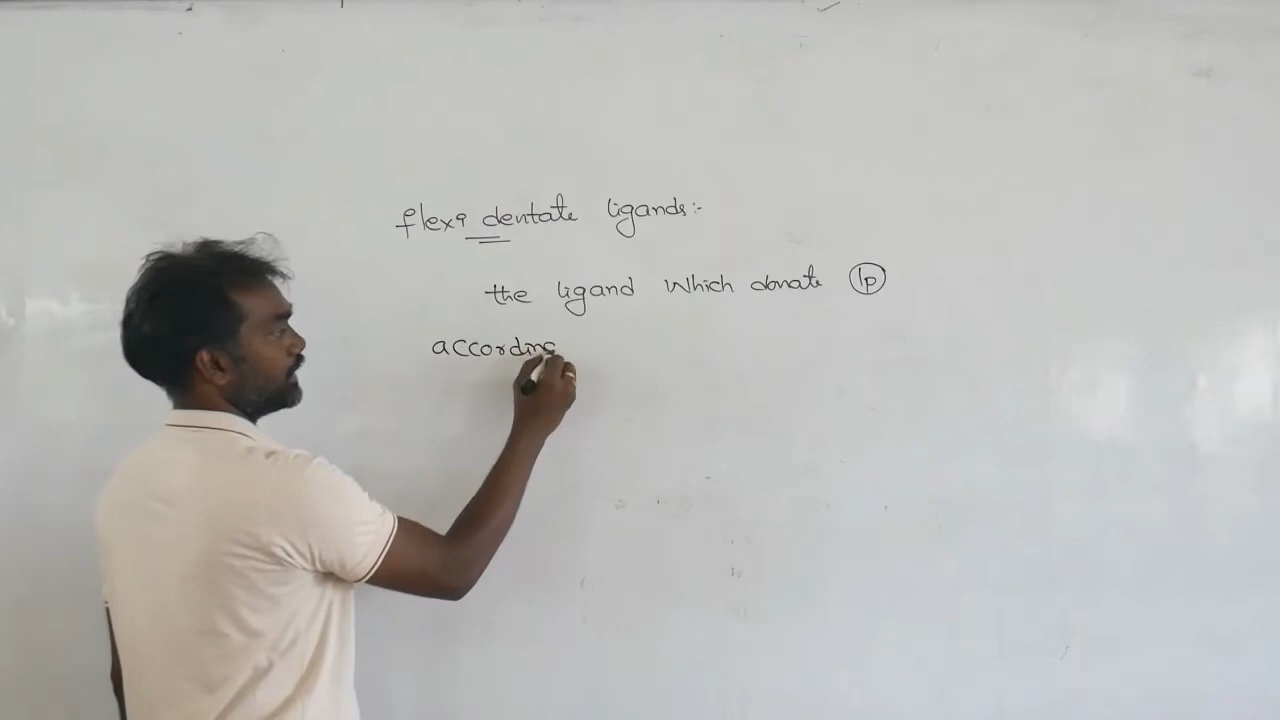 flexi dentate ligands:-
the ligand which donate lp
according